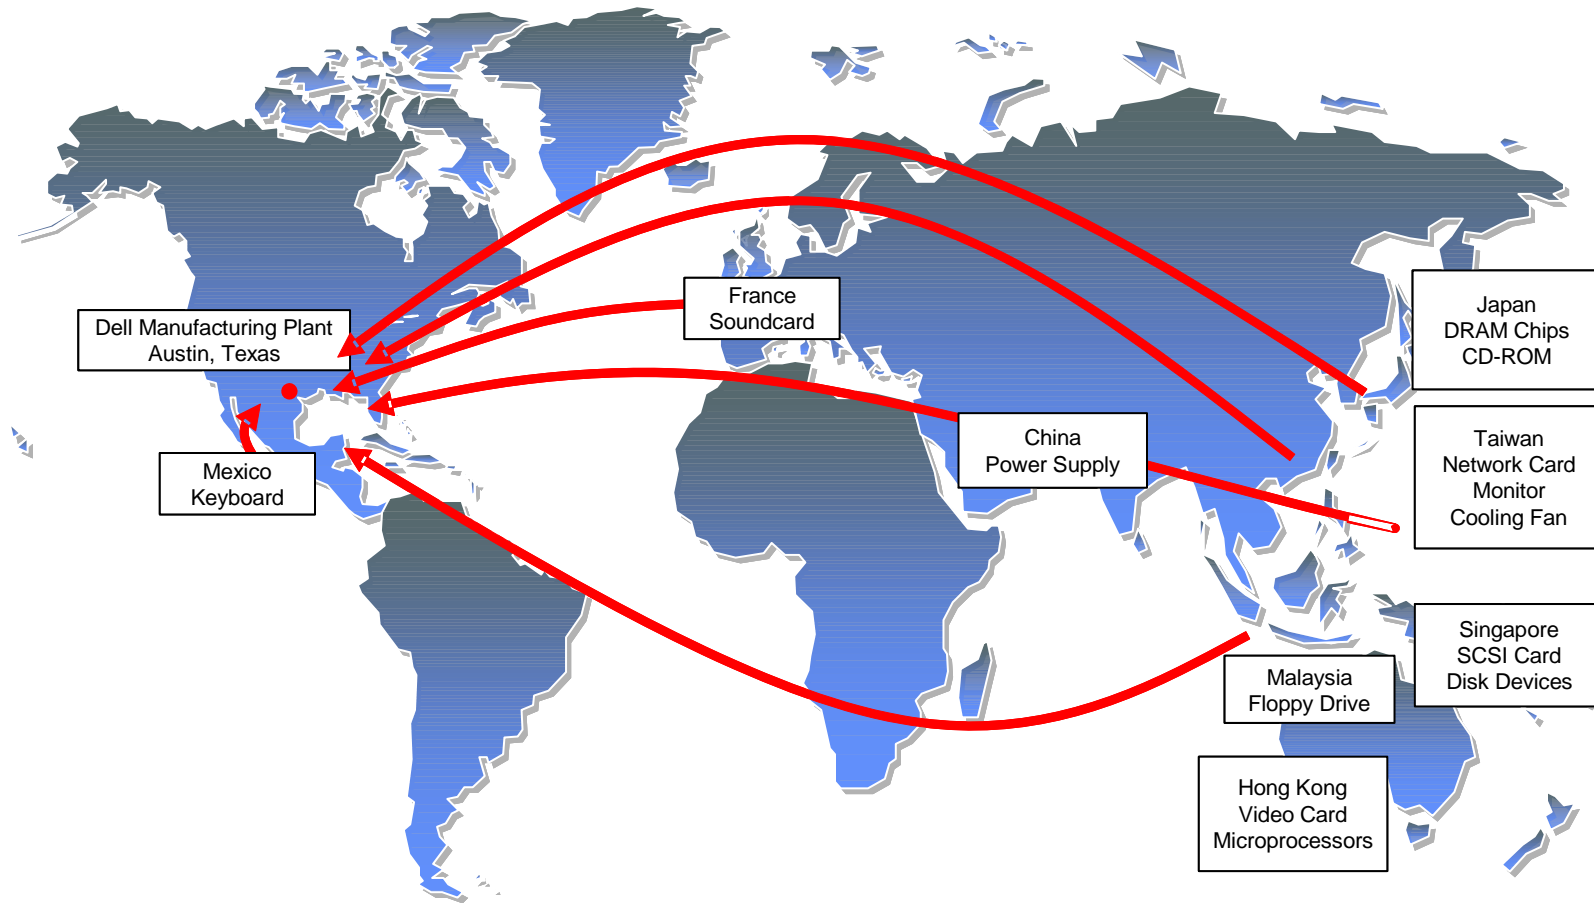 Dell Manufacturing Plant
Austin, Texas
Mexico
Keyboard
France
Soundcard
China
Power Supply
Japan
DRAM Chips
CD-ROM
Taiwan
Network Card
Monitor
Cooling Fan
Singapore
SCSI Card
Disk Devices
Malaysia
Floppy Drive
Hong Kong
Video Card
Microprocessors